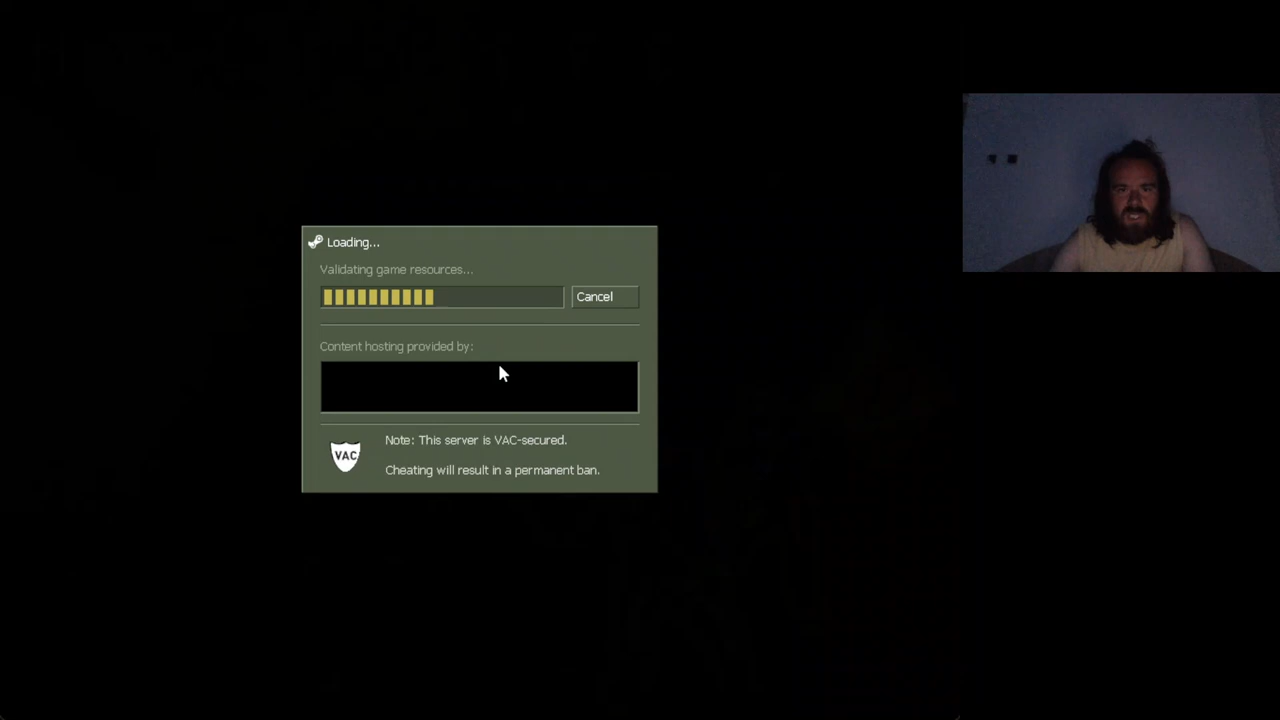 Loading...
Validating game resources...
Cancel
Content hosting provided by:
Note: This server is VAC-secured.
VAC
Cheating will result in a permanent ban.